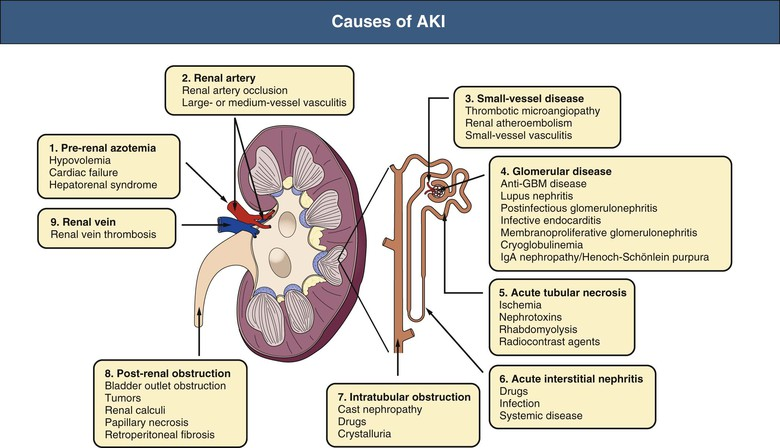 Causes of AKI
2. Renal artery
Renal artery occlusion
Large- or medium-vessel vasculitis
3. Small-vessel disease
Thrombotic microangiopathy
Renal atheroembolism
Small-vessel vasculitis
1. Pre-renal azotemia
Hypovolemia
Cardiac failure
Hepatorenal syndrome
4. Glomerular disease
Anti-GBM disease
Lupus nephritis
Postinfectious glomerulonephritis
Infective endocarditis
Membranoproliferative glomerulonephritis
Cryoglobulinemia
IgA nephropathy/Henoch-Schönlein purpura
9. Renal vein
Renal vein thrombosis
5. Acute tubular necrosis
Ischemia
Nephrotoxins
Rhabdomyolysis
Radiocontrast agents
8. Post-renal obstruction
Bladder outlet obstruction
Tumors
Renal calculi
Papillary necrosis
Retroperitoneal fibrosis
7. Intratubular obstruction
Cast nephropathy
Drugs
Crystalluria
6. Acute interstitial nephritis
Drugs
Infection
Systemic disease